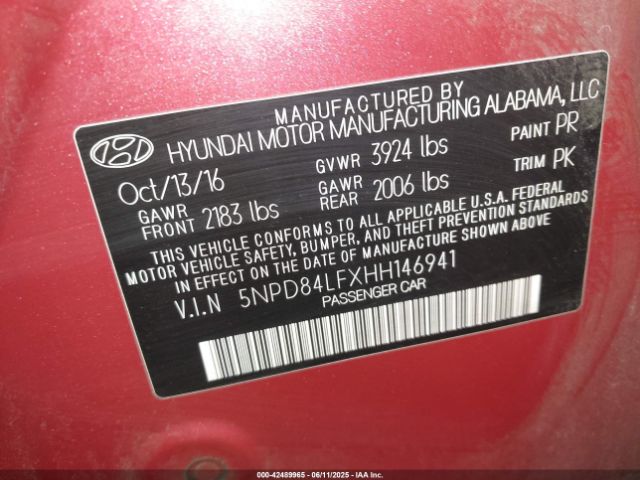 MANUFACTURED BY
HYUNDAI MOTOR MANUFACTURING ALABAMA, LLC
Oct/13/16 GVWR 3924 lbs PAINT PR
GAWR FRONT 2183 lbs GAWR REAR 2006 lbs TRIM PK
THIS VEHICLE CONFORMS TO ALL APPLICABLE U.S.A. FEDERAL
MOTOR VEHICLE SAFETY, BUMPER, AND THEFT PREVENTION STANDARDS
IN EFFECT ON THE DATE OF MANUFACTURE SHOWN ABOVE
V.I.N 5NPD84LFXHH146941
PASSENGER CAR
000-42489965 - 06/11/2025 - IAAI.com